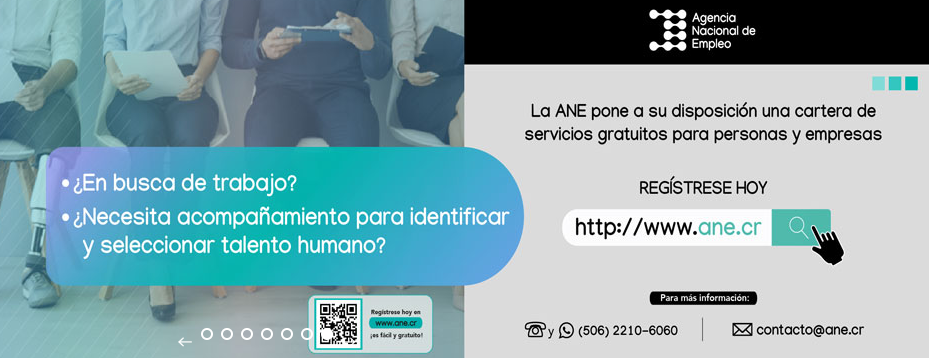 Agencia
Nacional de
Empleo
La ANE pone a su disposición una cartera de
servicios gratuitos para personas y empresas
• ¿En busca de trabajo?
• ¿Necesita acompañamiento para identificar
y seleccionar talento humano?
REGÍSTRESE HOY
http://www.ane.cr
Para más información:
y (506) 2210-6060
contacto@ane.cr
Regístrese hoy en
www.ane.cr
¡es fácil y gratuito!